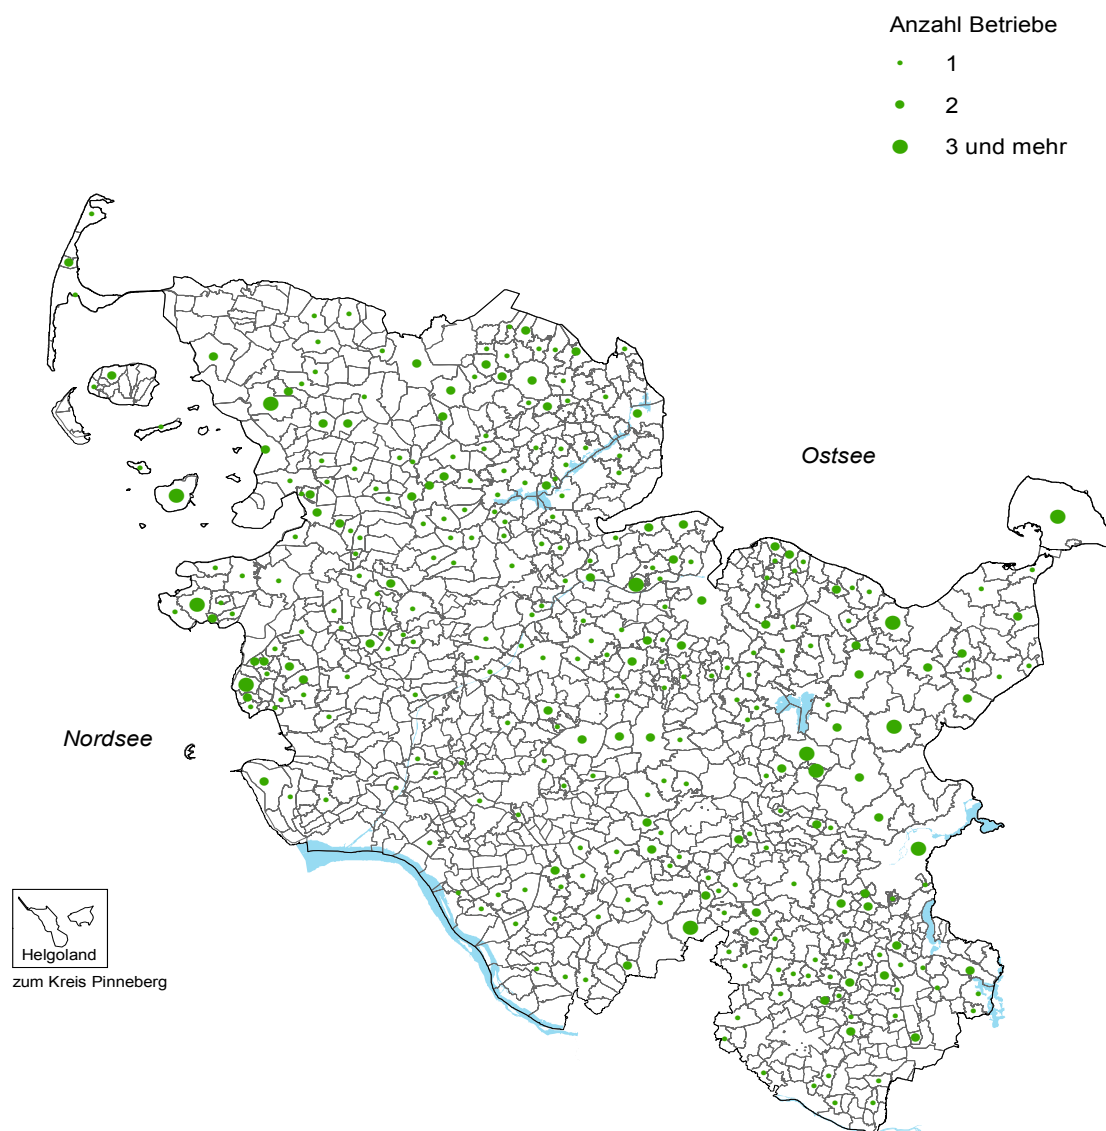 Anzahl Betriebe
1
2
3 und mehr
Ostsee
Nordsee
Helgoland
zum Kreis Pinneberg